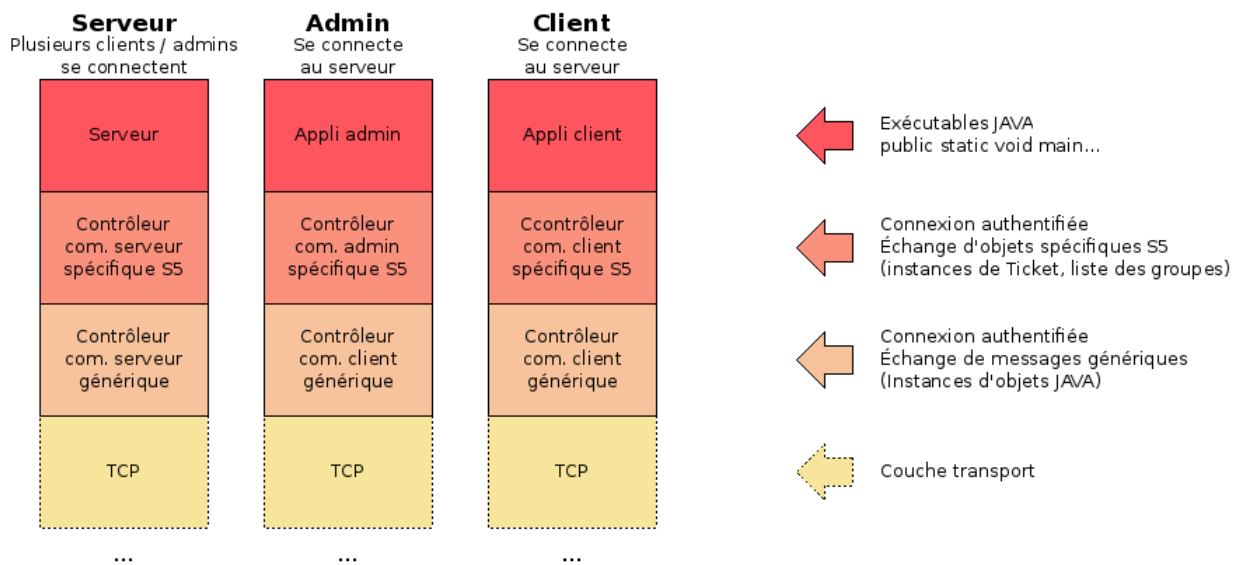 Serveur
Plusieurs clients / admins
se connectent
Admin
Se connecte
au serveur
Client
Se connecte
au serveur
Serveur
Appli admin
Appli client
Exécutables JAVA
public static void main...
Contrôleur
com. serveur
spécifique S5
Contrôleur
com. admin
spécifique S5
Ccontrôleur
com. client
spécifique S5
Connexion authentifiée
Échange d'objets spécifiques S5
(instances de Ticket, liste des groupes)
Contrôleur
com. serveur
générique
Contrôleur
com. client
générique
Contrôleur
com. client
générique
Connexion authentifiée
Échange de messages génériques
(Instances d'objets JAVA)
TCP
TCP
TCP
Couche transport
...
...
...